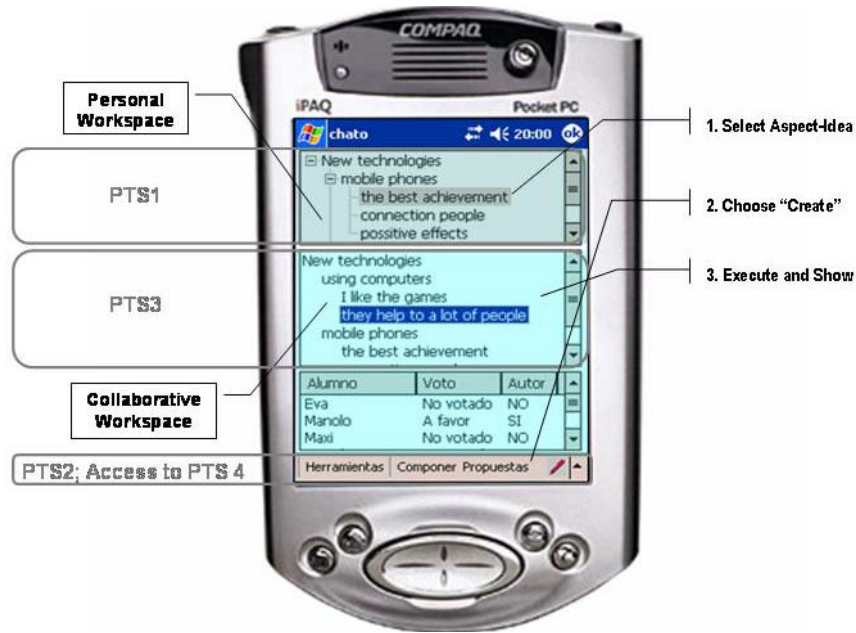 COMPAQ
iPAQ
Pocket PC
Personal
Workspace
chato
20:00
ok
1. Select Aspect-Idea
PTS1
New technologies
mobile phones
the best achievement
connection people
possitive effects
2. Choose “Create”
PTS3
New technologies
using computers
I like the games
they help to a lot of people
mobile phones
the best achievement
3. Execute and Show
Collaborative
Workspace
Alumno Voto Autor
Eva No votado NO
Manolo A favor SI
Maxi No votado NO
PTS2; Access to PTS 4
Herramientas Componer Propuestas